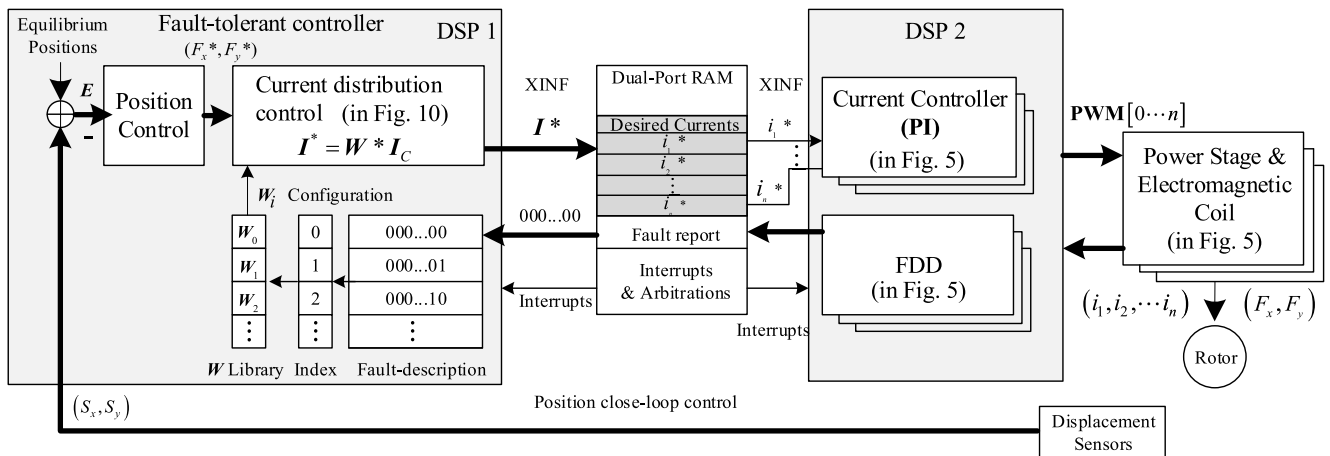 Fault-tolerant controller
DSP 1
Equilibrium
Positions
E
-
Position
Control
(F_x*, F_y*)
Current distribution
control (in Fig. 10)
I* = W * I_C
W_i Configuration
W_0
W_1
W_2
⋮
0
1
2
⋮
000...00
000...01
000...10
⋮
W Library
Index
Fault-description
XINF
I*
000...00
Interrupts
Dual-Port RAM
Desired Currents
i_1*
i_2*
⋮
i_n*
Fault report
Interrupts
& Arbitrations
XINF
i_1*
⋮
i_n*
Interrupts
DSP 2
Current Controller
(PI)
(in Fig. 5)
FDD
(in Fig. 5)
PWM[0⋯n]
Power Stage &
Electromagnetic
Coil
(in Fig. 5)
(i_1, i_2, ⋯ i_n)
(F_x, F_y)
Rotor
(S_x, S_y)
Position close-loop control
Displacement
Sensors